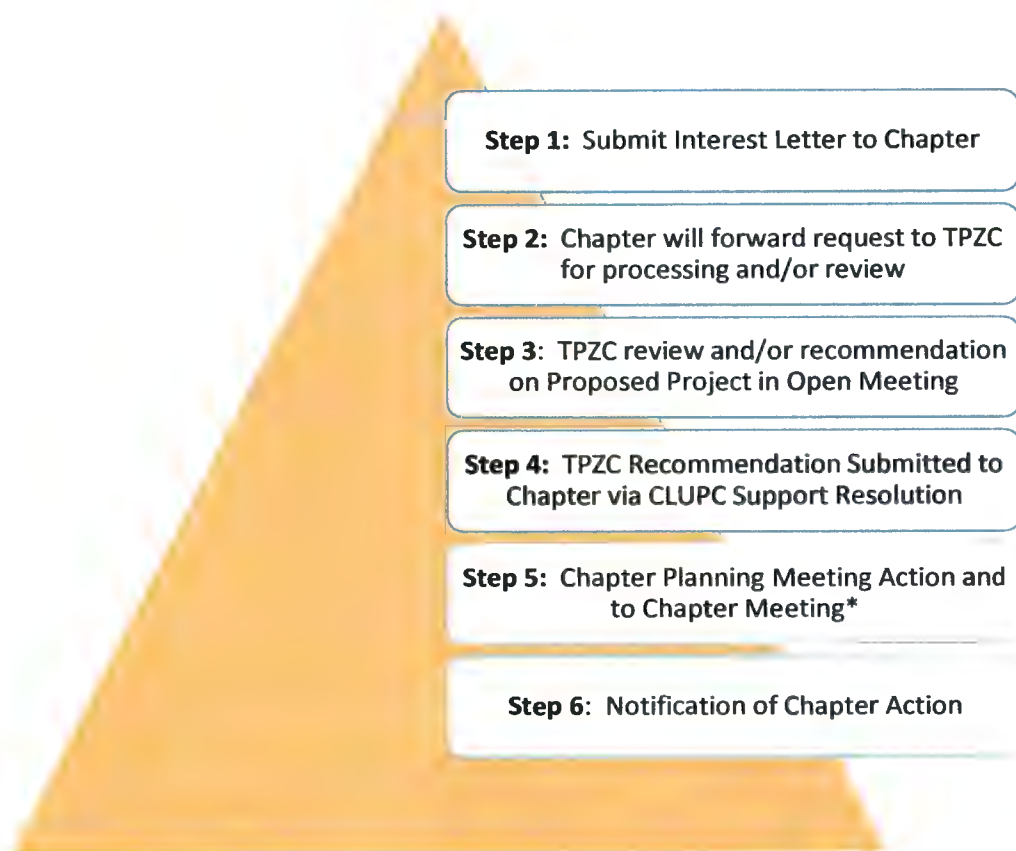 Step 1: Submit Interest Letter to Chapter
Step 2: Chapter will forward request to TPZC
for processing and/or review
Step 3: TPZC review and/or recommendation
on Proposed Project in Open Meeting
Step 4: TPZC Recommendation Submitted to
Chapter via CLUPC Support Resolution
Step 5: Chapter Planning Meeting Action and
to Chapter Meeting*
Step 6: Notification of Chapter Action